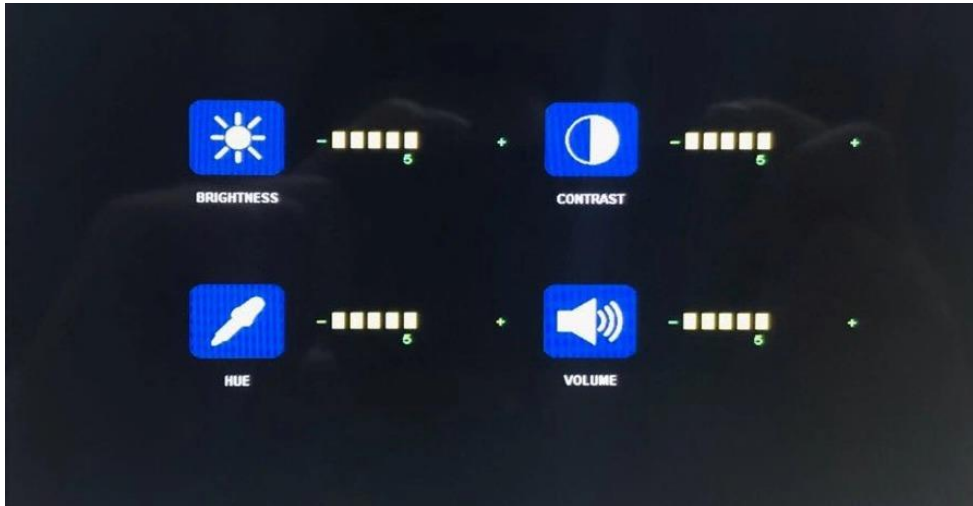 - 5 +
BRIGHTNESS
- 5 +
CONTRAST
- 5 +
HUE
- 5 +
VOLUME